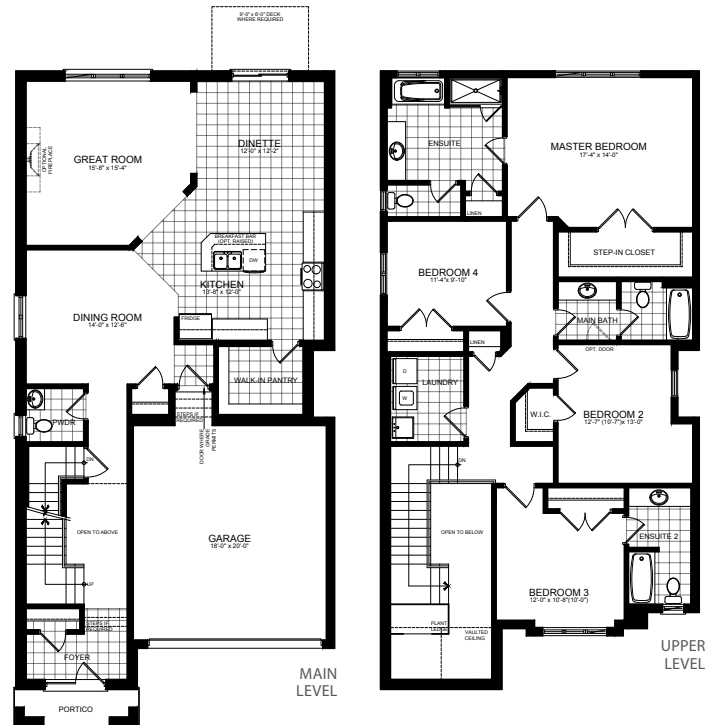 9'-0" x 6'-0" DECK
WHERE REQUIRED
GREAT ROOM
15'-8" x 15'-4"
OPTIONAL
FIREPLACE
DINETTE
12'-0" x 12'-2"
BREAKFAST BAR
(OPT. RAISED)
DW
KITCHEN
13'-8" x 12'-0"
DINING ROOM
14'-0" x 12'-6"
FRIDGE
WALK-IN PANTRY
STEPS IF
REQUIRED
DOOR WHERE
GRADE
PERMITS
PWDR
DN
OPEN TO ABOVE
UP
GARAGE
18'-0" x 20'-0"
STEPS IF
REQUIRED
FOYER
PORTICO
MAIN
LEVEL
ENSUITE
MASTER BEDROOM
17'-4" x 14'-0"
LINEN
STEP-IN CLOSET
BEDROOM 4
11'-4"x 9'-10"
MAIN BATH
OPT. DOOR
LINEN
LAUNDRY
D
W
W.I.C.
BEDROOM 2
12'-7" (10'-7")x 13'-0"
DN
OPEN TO BELOW
ENSUITE 2
BEDROOM 3
12'-0" x 10'-8"(10'-0")
PLANT
LEDGE
VAULTED
CEILING
UPPER
LEVEL